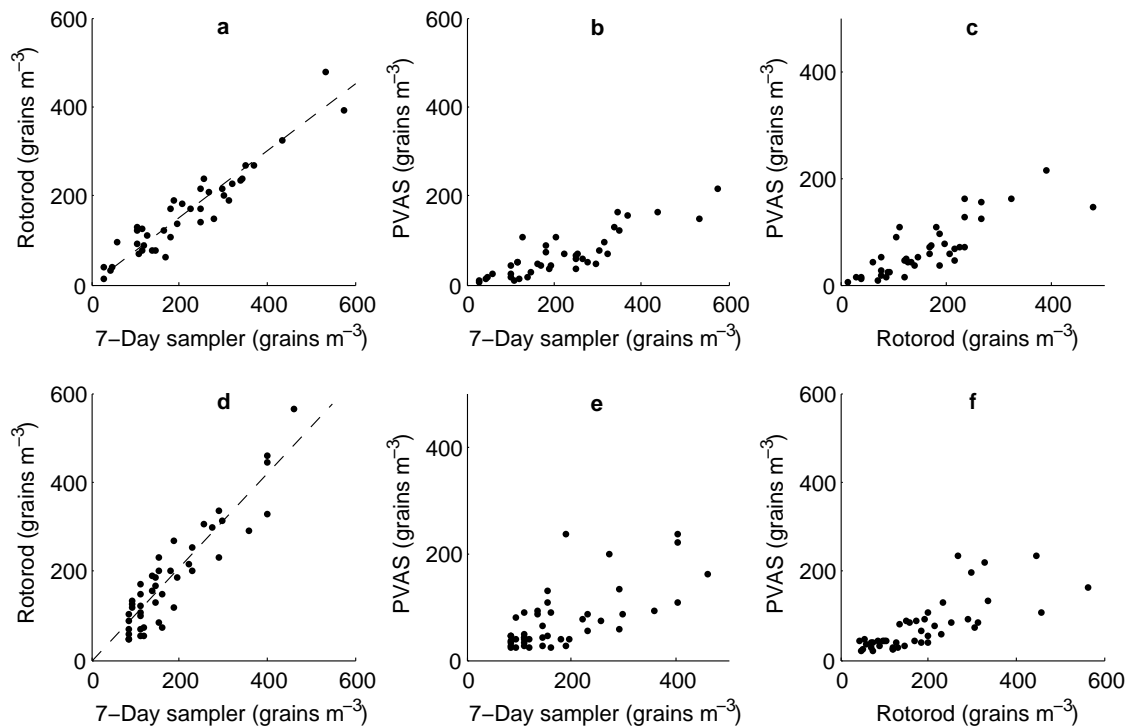 a
600
400
200
0
0 200 400 600
Rotorod (grains m⁻³)
7−Day sampler (grains m⁻³)
b
600
400
200
0
0 200 400 600
PVAS (grains m⁻³)
7−Day sampler (grains m⁻³)
c
400
200
0
0 200 400
PVAS (grains m⁻³)
Rotorod (grains m⁻³)
d
600
400
200
0
0 200 400 600
Rotorod (grains m⁻³)
7−Day sampler (grains m⁻³)
e
400
200
0
0 200 400
PVAS (grains m⁻³)
7−Day sampler (grains m⁻³)
f
600
400
200
0
0 200 400 600
PVAS (grains m⁻³)
Rotorod (grains m⁻³)